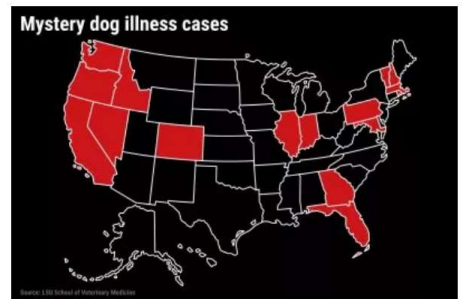 Mystery dog illness cases
Source: LSU School of Veterinary Medicine